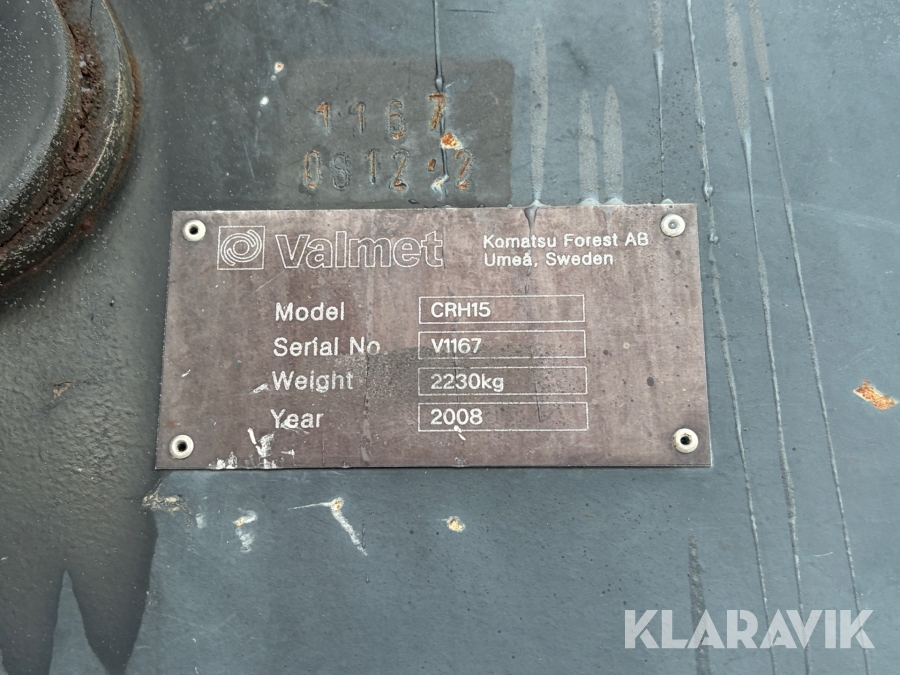 1167
0812·2
Valmet
Komatsu Forest AB
Umeå, Sweden
Model CRH15
Serial No V1167
Weight 2230kg
Year 2008
KLARAVIK